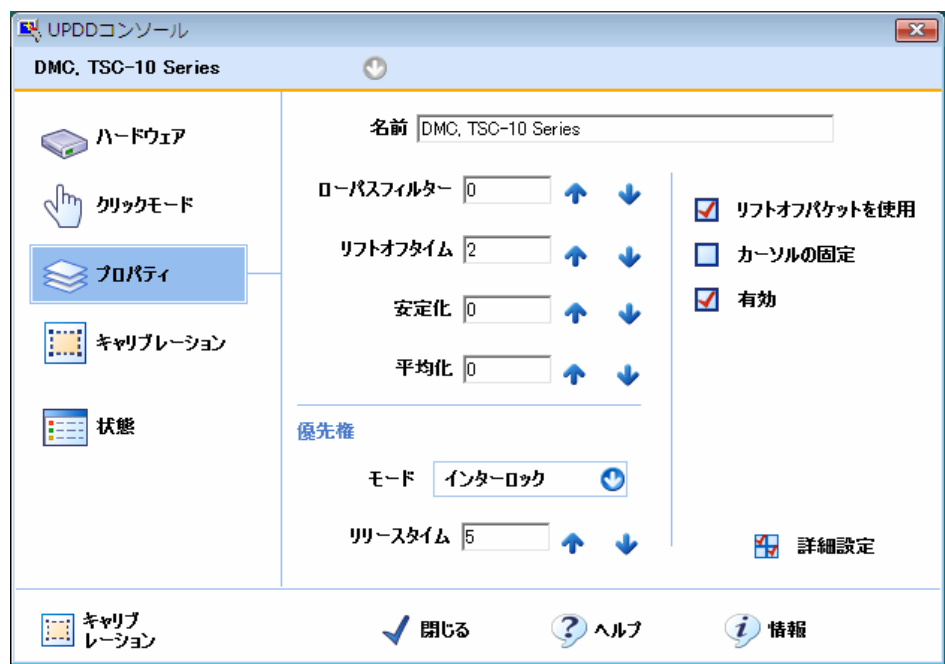 UPDDコンソール
DMC, TSC-10 Series
ハードウェア
クリックモード
プロパティ
キャリブレーション
状態
名前 DMC, TSC-10 Series
ローパスフィルター 0
リフトオフタイム 2
安定化 0
平均化 0
優先権
モード インターロック
リリースタイム 5
リフトオフパケットを使用
カーソルの固定
有効
詳細設定
キャリブ
レーション
閉じる
ヘルプ
情報